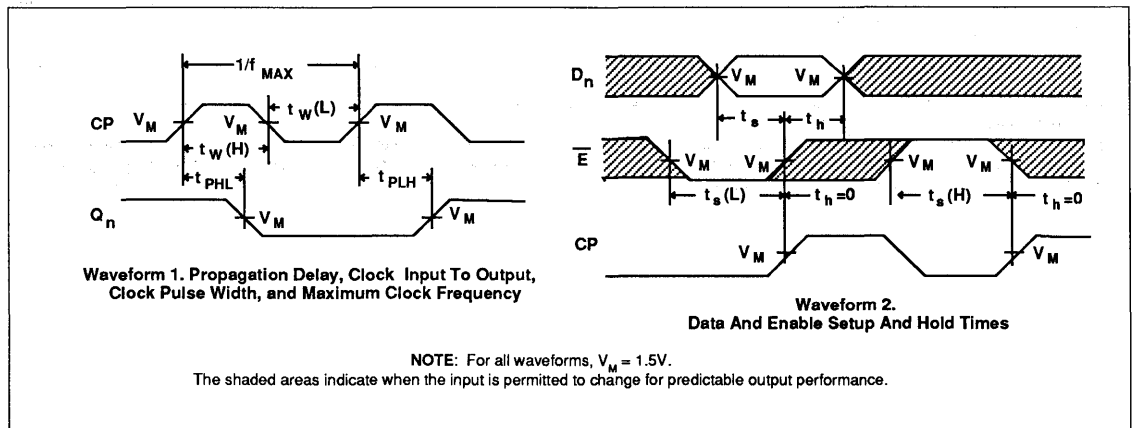 1/f MAX
CP
V M
V M
t W (L)
V M
t W (H)
t PHL
t PLH
Q n
V M
V M
Waveform 1. Propagation Delay, Clock Input To Output,
Clock Pulse Width, and Maximum Clock Frequency
D n
V M
V M
t s
t h
E
V M
V M
V M
V M
t s (L)
t h =0
t s (H)
t h =0
CP
V M
V M
Waveform 2.
Data And Enable Setup And Hold Times
NOTE: For all waveforms, V M = 1.5V.
The shaded areas indicate when the input is permitted to change for predictable output performance.